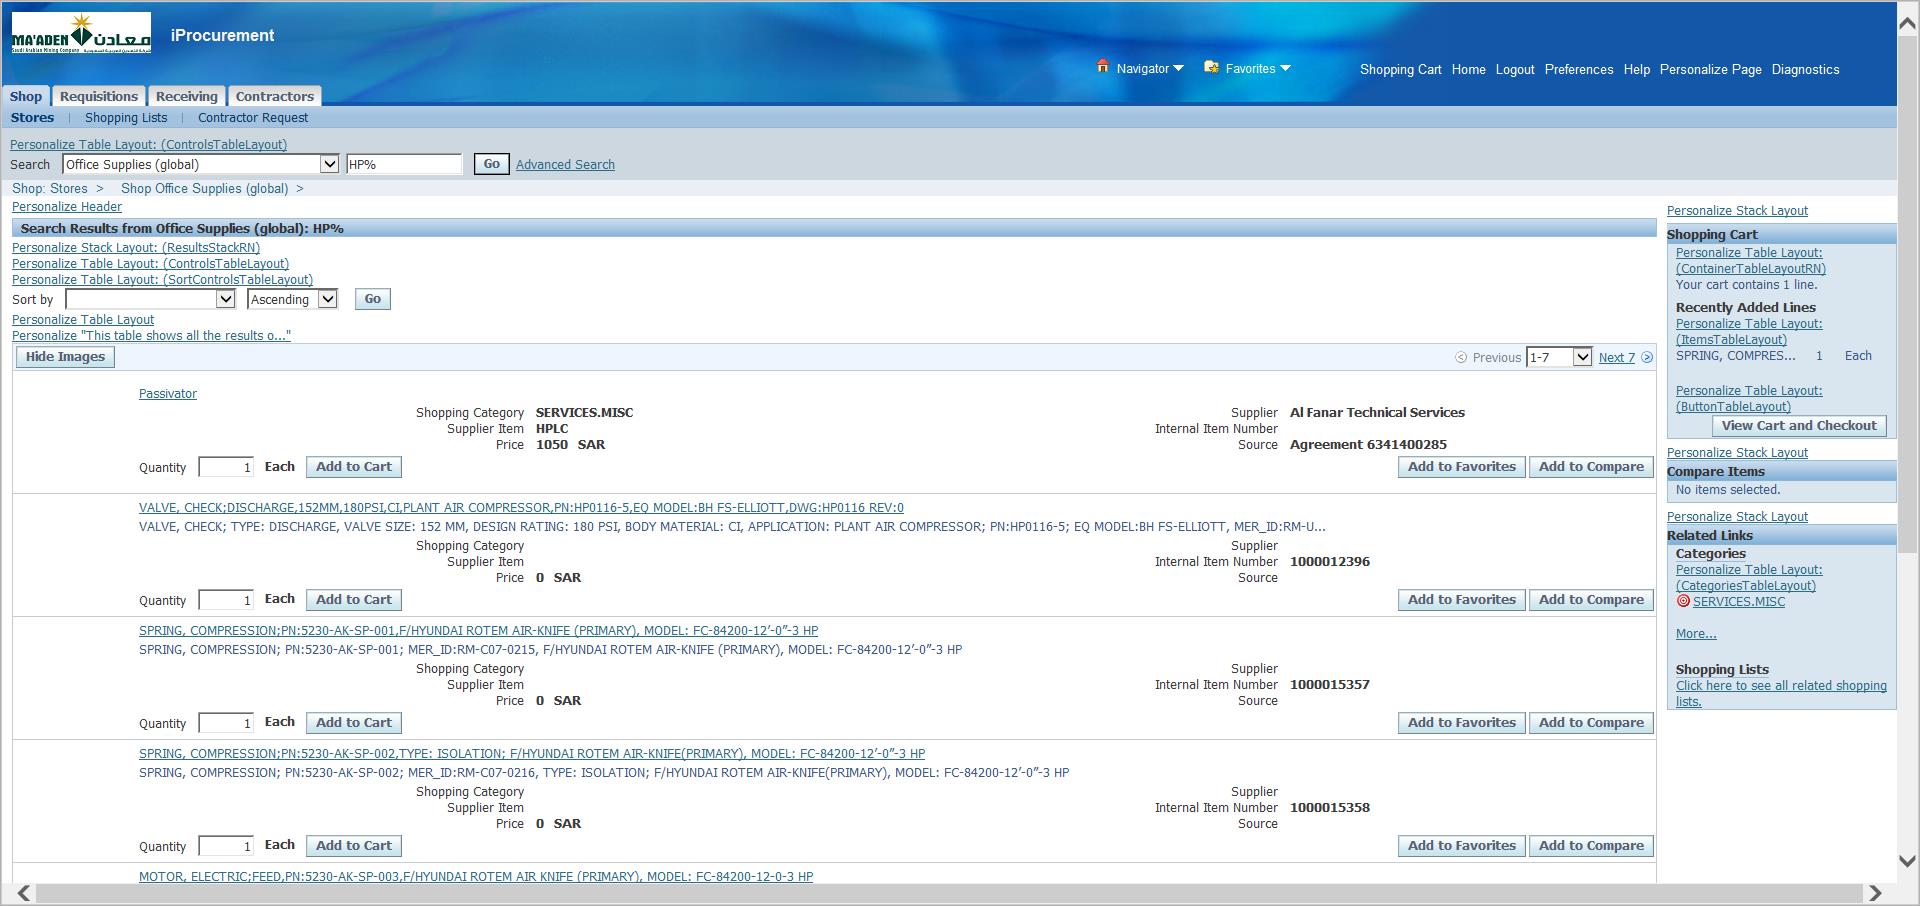 MA'ADEN معادن
Saudi Arabian Mining Company
iProcurement
Navigator Favorites Shopping Cart Home Logout Preferences Help Personalize Page Diagnostics
Shop Requisitions Receiving Contractors
Stores | Shopping Lists | Contractor Request
Personalize Table Layout: (ControlsTableLayout)
Search Office Supplies (global) HP% Go Advanced Search
Shop: Stores > Shop Office Supplies (global) >
Personalize Header
Search Results from Office Supplies (global): HP%
Personalize Stack Layout: (ResultsStackRN)
Personalize Table Layout: (ControlsTableLayout)
Personalize Table Layout: (SortControlsTableLayout)
Sort by Ascending Go
Personalize Table Layout
Personalize "This table shows all the results o..."
Hide Images Previous 1-7 Next 7
Passivator
Shopping Category SERVICES.MISC Supplier Al Fanar Technical Services
Supplier Item HPLC Internal Item Number
Price 1050 SAR Source Agreement 6341400285
Quantity 1 Each Add to Cart Add to Favorites Add to Compare
VALVE, CHECK;DISCHARGE,152MM,180PSI,CI,PLANT AIR COMPRESSOR,PN:HP0116-5,EQ MODEL:BH FS-ELLIOTT,DWG:HP0116 REV:0
VALVE, CHECK; TYPE: DISCHARGE, VALVE SIZE: 152 MM, DESIGN RATING: 180 PSI, BODY MATERIAL: CI, APPLICATION: PLANT AIR COMPRESSOR; PN:HP0116-5; EQ MODEL:BH FS-ELLIOTT, MER_ID:RM-U...
Shopping Category Supplier
Supplier Item Internal Item Number 1000012396
Price 0 SAR Source
Quantity 1 Each Add to Cart Add to Favorites Add to Compare
SPRING, COMPRESSION;PN:5230-AK-SP-001,F/HYUNDAI ROTEM AIR-KNIFE (PRIMARY), MODEL: FC-84200-12’-0”-3 HP
SPRING, COMPRESSION; PN:5230-AK-SP-001; MER_ID:RM-C07-0215, F/HYUNDAI ROTEM AIR-KNIFE (PRIMARY), MODEL: FC-84200-12’-0”-3 HP
Shopping Category Supplier
Supplier Item Internal Item Number 1000015357
Price 0 SAR Source
Quantity 1 Each Add to Cart Add to Favorites Add to Compare
SPRING, COMPRESSION;PN:5230-AK-SP-002,TYPE: ISOLATION; F/HYUNDAI ROTEM AIR-KNIFE(PRIMARY), MODEL: FC-84200-12’-0”-3 HP
SPRING, COMPRESSION; PN:5230-AK-SP-002; MER_ID:RM-C07-0216, TYPE: ISOLATION; F/HYUNDAI ROTEM AIR-KNIFE(PRIMARY), MODEL: FC-84200-12’-0”-3 HP
Shopping Category Supplier
Supplier Item Internal Item Number 1000015358
Price 0 SAR Source
Quantity 1 Each Add to Cart Add to Favorites Add to Compare
MOTOR, ELECTRIC;FEED,PN:5230-AK-SP-003,F/HYUNDAI ROTEM AIR KNIFE (PRIMARY), MODEL: FC-84200-12-0-3 HP
Personalize Stack Layout
Shopping Cart
Personalize Table Layout:
(ContainerTableLayoutRN)
Your cart contains 1 line.
Recently Added Lines
Personalize Table Layout:
(ItemsTableLayout)
SPRING, COMPRES... 1 Each
Personalize Table Layout:
(ButtonTableLayout)
View Cart and Checkout
Personalize Stack Layout
Compare Items
No items selected.
Personalize Stack Layout
Related Links
Categories
Personalize Table Layout:
(CategoriesTableLayout)
SERVICES.MISC
More...
Shopping Lists
Click here to see all related shopping
lists.